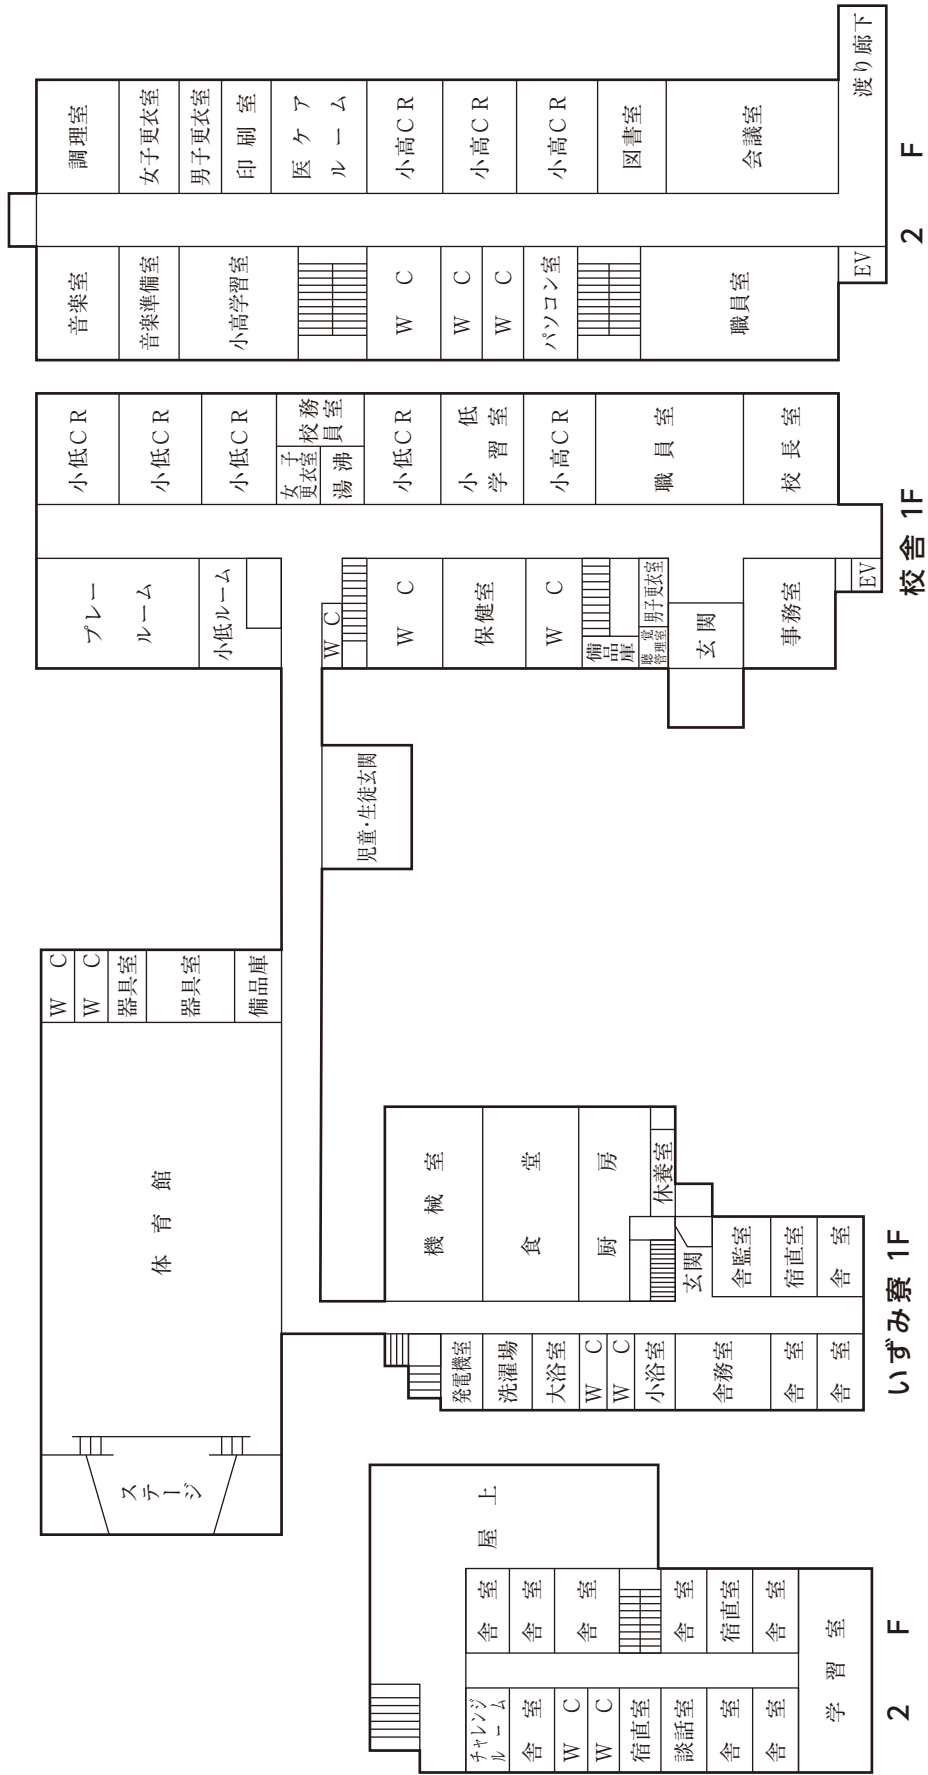 音楽室
調理室
音楽準備室
女子更衣室
小高学習室
男子更衣室
印刷室
医ケア
ルーム
WC
小高CR
WC
小高CR
WC
パソコン室
小高CR
図書室
職員室
会議室
EV
渡り廊下
2F
プレー
ルーム
小低CR
小低CR
小低ルーム
小低CR
女子
更衣室
湯沸
校務
員室
WC
WC
小低CR
保健室
小低
学習室
WC
小高CR
備品庫
聴覚
管理室
男子更衣室
職員室
玄関
事務室
校長室
EV
校舎 1F
児童・生徒玄関
WC
WC
器具室
器具室
備品庫
体育館
ステージ
機械室
発電機室
洗濯場
食堂
大浴室
WC
WC
厨房
小浴室
休養室
玄関
舎務室
舎監室
舎室
宿直室
舎室
舎室
いずみ寮 1F
屋上
チャレンジ
ルーム
舎室
舎室
舎室
WC
舎室
WC
宿直室
談話室
舎室
舎室
宿直室
舎室
舎室
学習室
2F